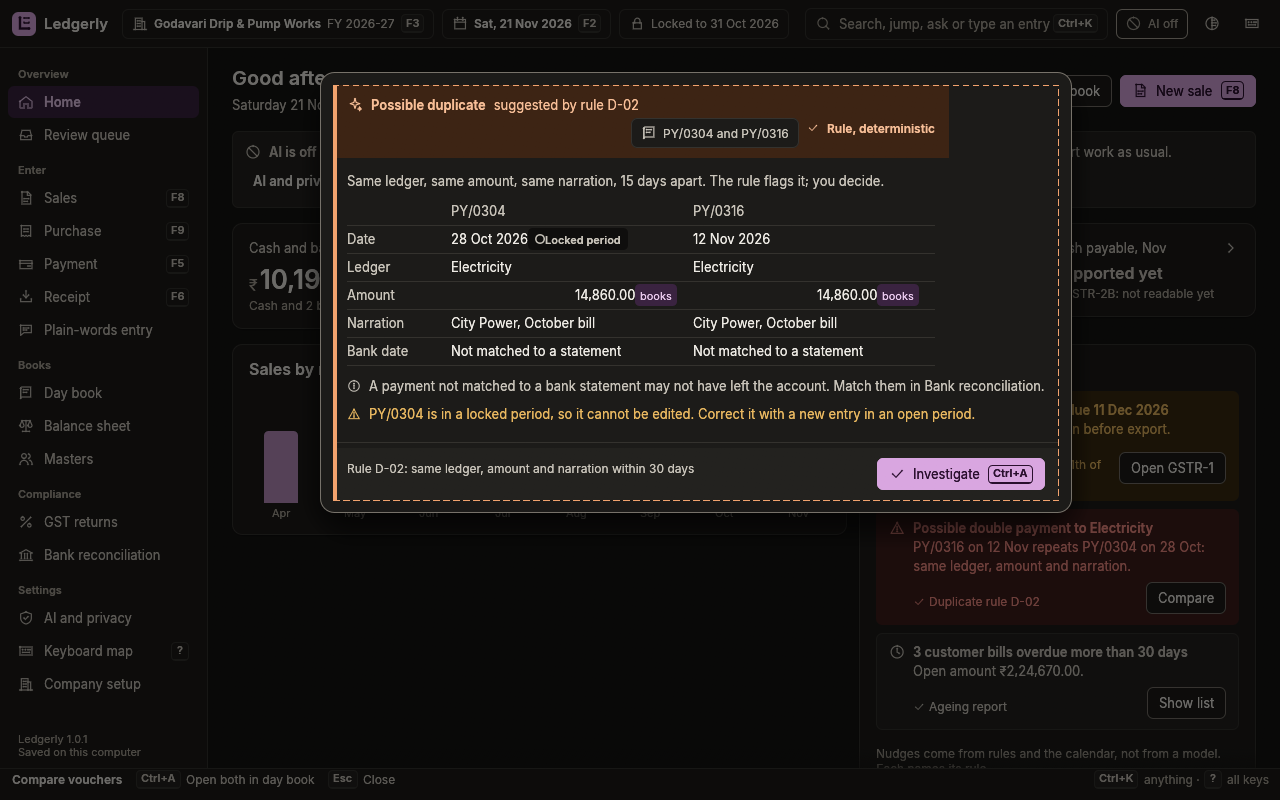 Ledgerly
Godavari Drip & Pump Works FY 2026-27 F3
Sat, 21 Nov 2026 F2
Locked to 31 Oct 2026
Search, jump, ask or type an entry Ctrl+K
AI off
Overview
Home
Review queue
Enter
Sales F8
Purchase F9
Payment F5
Receipt F6
Plain-words entry
Books
Day book
Balance sheet
Masters
Compliance
GST returns
Bank reconciliation
Settings
AI and privacy
Keyboard map ?
Company setup
Ledgerly 1.0.1
Saved on this computer
Good afte
Saturday 21 No
book
New sale F8
AI is off
rt work as usual.
AI and priv
Cash and ba
₹10,19
Cash and 2 b
sh payable, Nov
pported yet
STR-2B: not readable yet
Sales by
Apr May Jun Jul Aug Sep Oct Nov
Possible duplicate suggested by rule D-02
PY/0304 and PY/0316
Rule, deterministic
Same ledger, same amount, same narration, 15 days apart. The rule flags it; you decide.
PY/0304 PY/0316
Date 28 Oct 2026 Locked period 12 Nov 2026
Ledger Electricity Electricity
Amount 14,860.00 books 14,860.00 books
Narration City Power, October bill City Power, October bill
Bank date Not matched to a statement Not matched to a statement
A payment not matched to a bank statement may not have left the account. Match them in Bank reconciliation.
PY/0304 is in a locked period, so it cannot be edited. Correct it with a new entry in an open period.
Rule D-02: same ledger, amount and narration within 30 days
Investigate Ctrl+A
due 11 Dec 2026
n before export.
lth of
Open GSTR-1
Possible double payment to Electricity
PY/0316 on 12 Nov repeats PY/0304 on 28 Oct:
same ledger, amount and narration.
Duplicate rule D-02
Compare
3 customer bills overdue more than 30 days
Open amount ₹2,24,670.00.
Ageing report
Show list
Nudges come from rules and the calendar, not from a model.
Each names its rule.
Compare vouchers Ctrl+A Open both in day book Esc Close
Ctrl+K anything · ? all keys